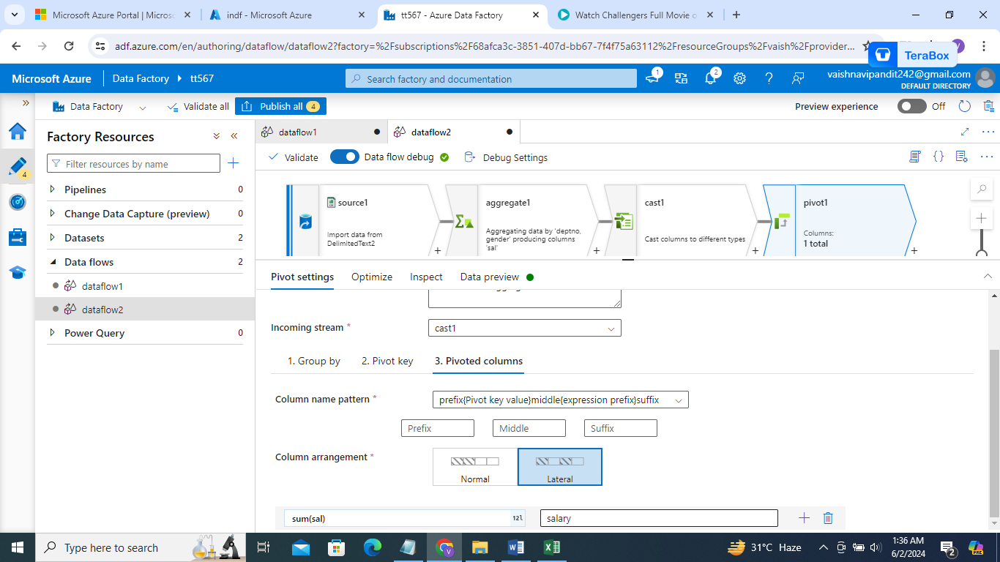 Microsoft Azure Portal | Micros
indf - Microsoft Azure
tt567 - Azure Data Factory
Watch Challengers Full Movie o
adf.azure.com/en/authoring/dataflow/dataflow2?factory=%2Fsubscriptions%2F68afca3c-3851-407d-bb67-7f4f75a63112%2FresourceGroups%2Fvaish%2Fprovider...
V
TeraBox
Microsoft Azure
Data Factory
tt567
Search factory and documentation
1
2
vaishnavipandit242@gmail.com
DEFAULT DIRECTORY
Data Factory
Validate all
Publish all
4
Preview experience
Off
Factory Resources
dataflow1
dataflow2
Filter resources by name
Validate
Data flow debug
Debug Settings
4
Pipelines
0
Change Data Capture (preview)
0
Datasets
2
Data flows
2
dataflow1
dataflow2
Power Query
0
source1
Import data from
DelimitedText2
aggregate1
Aggregating data by 'deptno,
gender' producing columns
'sal'
cast1
Cast columns to different types
pivot1
Columns:
1 total
Pivot settings
Optimize
Inspect
Data preview
Incoming stream *
cast1
1. Group by
2. Pivot key
3. Pivoted columns
Column name pattern *
prefix{Pivot key value}middle{expression prefix}suffix
Prefix
Middle
Suffix
Column arrangement *
Normal
Lateral
sum(sal)
12l
salary
Type here to search
V
31°C Haze
1:36 AM
6/2/2024
2
PRE